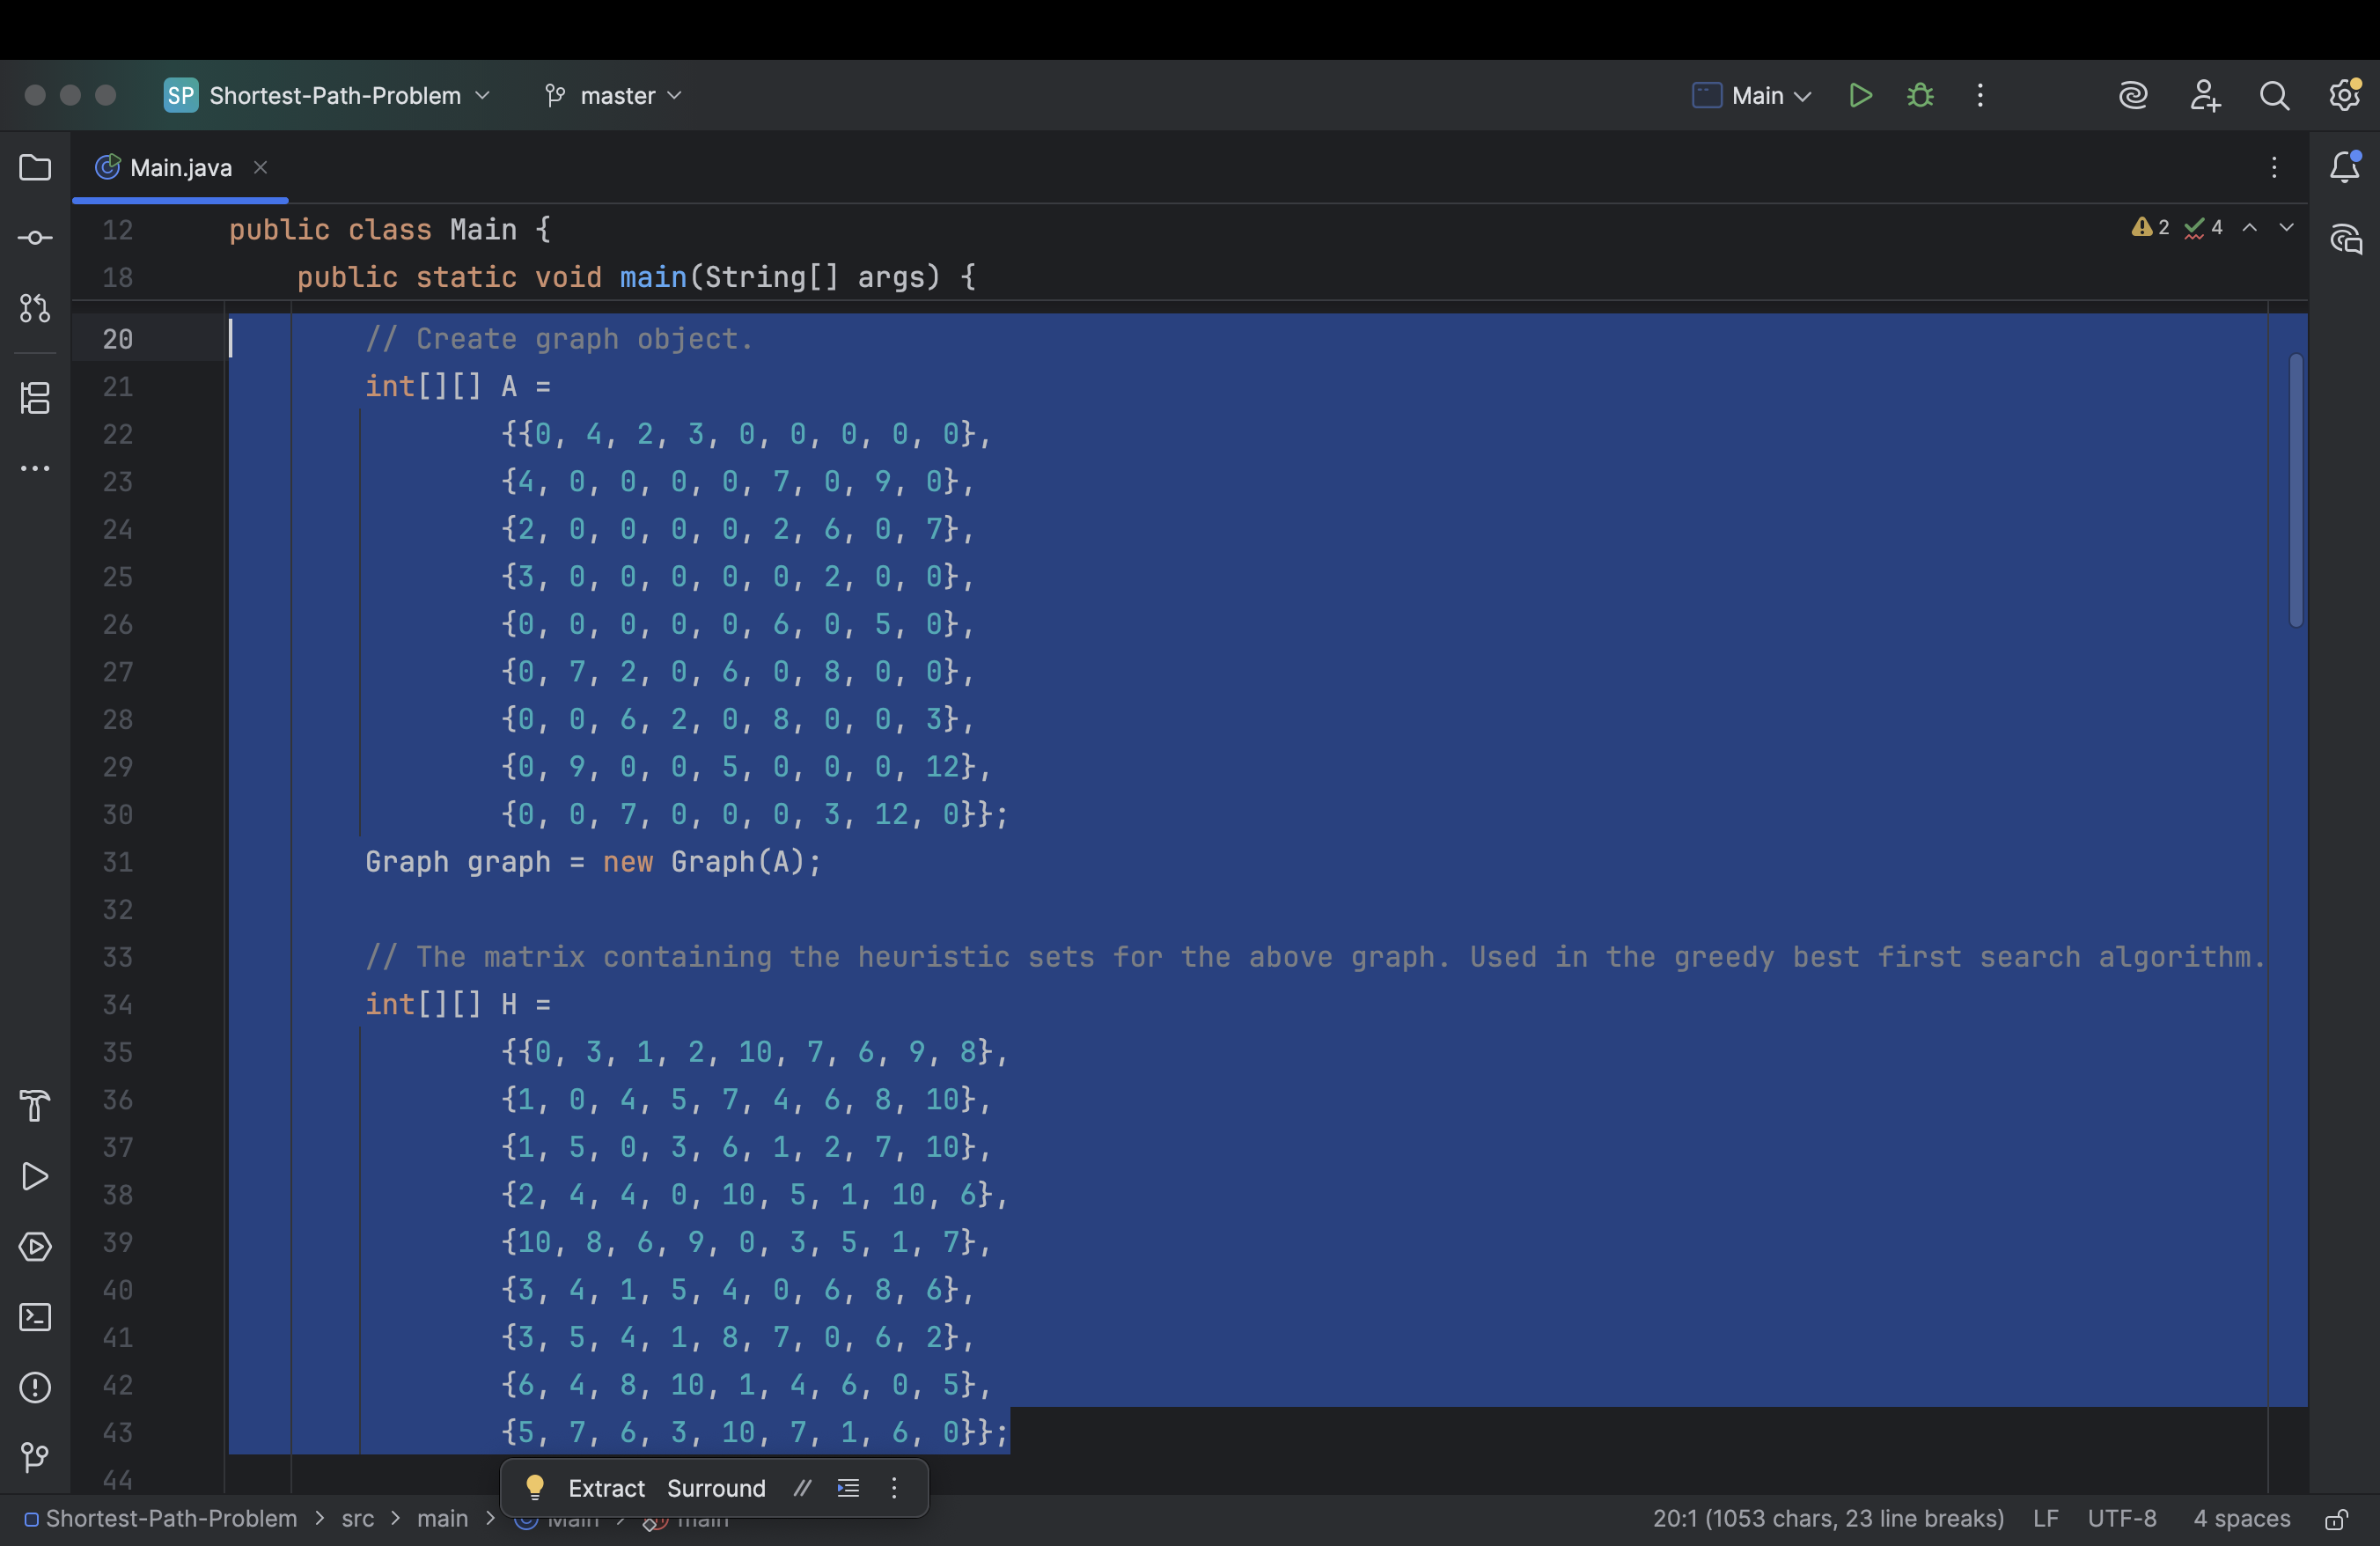 SP Shortest-Path-Problem master Main
Main.java
12 public class Main { 2 4
18 public static void main(String[] args) {
20 // Create graph object.
21 int[][] A =
22 {{0, 4, 2, 3, 0, 0, 0, 0, 0},
23 {4, 0, 0, 0, 0, 7, 0, 9, 0},
24 {2, 0, 0, 0, 0, 2, 6, 0, 7},
25 {3, 0, 0, 0, 0, 0, 2, 0, 0},
26 {0, 0, 0, 0, 0, 6, 0, 5, 0},
27 {0, 7, 2, 0, 6, 0, 8, 0, 0},
28 {0, 0, 6, 2, 0, 8, 0, 0, 3},
29 {0, 9, 0, 0, 5, 0, 0, 0, 12},
30 {0, 0, 7, 0, 0, 0, 3, 12, 0}};
31 Graph graph = new Graph(A);
32
33 // The matrix containing the heuristic sets for the above graph. Used in the greedy best first search algorithm.
34 int[][] H =
35 {{0, 3, 1, 2, 10, 7, 6, 9, 8},
36 {1, 0, 4, 5, 7, 4, 6, 8, 10},
37 {1, 5, 0, 3, 6, 1, 2, 7, 10},
38 {2, 4, 4, 0, 10, 5, 1, 10, 6},
39 {10, 8, 6, 9, 0, 3, 5, 1, 7},
40 {3, 4, 1, 5, 4, 0, 6, 8, 6},
41 {3, 5, 4, 1, 8, 7, 0, 6, 2},
42 {6, 4, 8, 10, 1, 4, 6, 0, 5},
43 {5, 7, 6, 3, 10, 7, 1, 6, 0}};
44
Extract Surround //
Shortest-Path-Problem > src > main > Main > main 20:1 (1053 chars, 23 line breaks) LF UTF-8 4 spaces